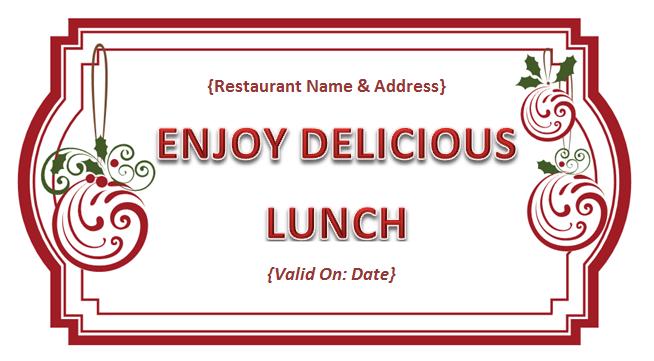 {Restaurant Name & Address}
ENJOY DELICIOUS
LUNCH
{Valid On: Date}